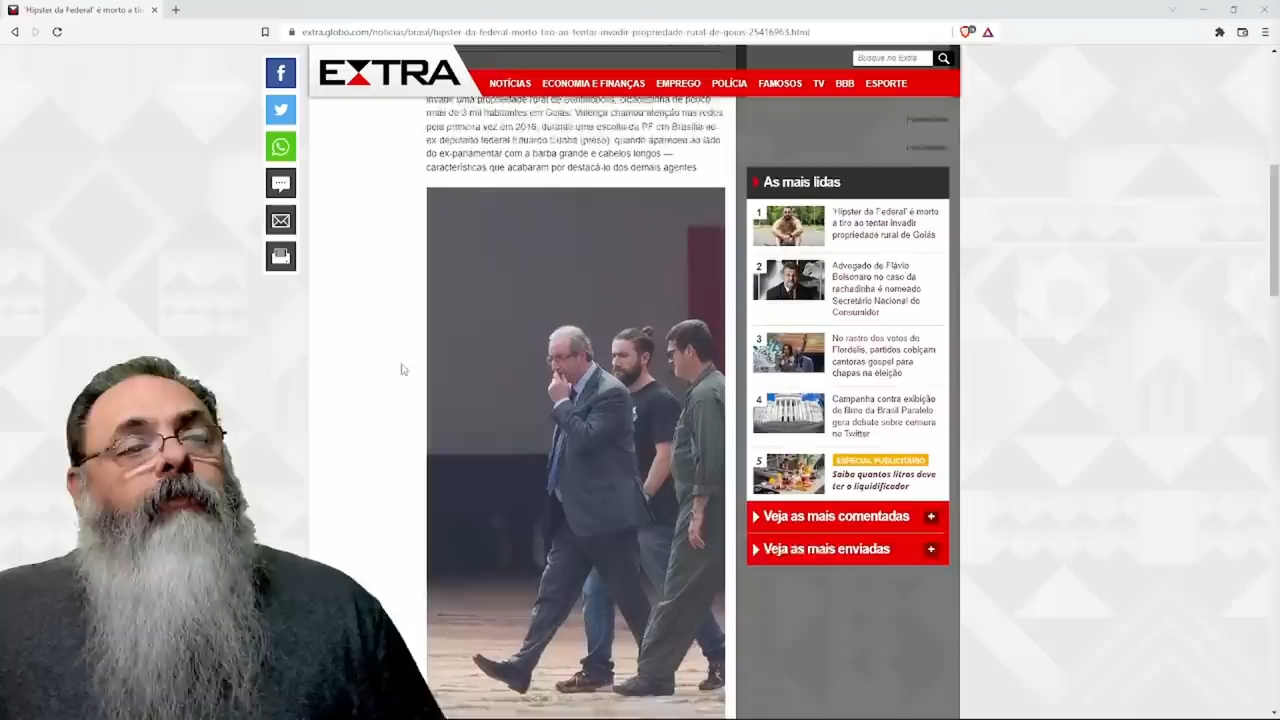 'Hipster da Federal' é morto a tiro
extra.globo.com/noticias/brasil/hipster-da-federal-morto-tiro-ao-tentar-invadir-propriedade-rural-de-goias-25416963.html
EXTRA
Busque no Extra
NOTÍCIAS ECONOMIA E FINANÇAS EMPREGO POLÍCIA FAMOSOS TV BBB ESPORTE
invadir uma propriedade rural de
mais de 3 mil habitantes em Goiás. Valença chamou atenção nas redes
pela primeira vez em 2016, durante uma escolta da PF em Brasília ao
ex-deputado federal Eduardo Cunha (preso), quando apareceu ao lado
do ex-parlamentar com a barba grande e cabelos longos —
características que acabaram por destacá-lo dos demais agentes
As mais lidas
1
'Hipster da Federal' é morto
a tiro ao tentar invadir
propriedade rural de Goiás
2
Advogado de Flávio
Bolsonaro no caso da
rachadinha é nomeado
Secretário Nacional do
Consumidor
3
No rastro dos votos de
Flordelis, partidos cobiçam
cantoras gospel para
chapas na eleição
4
Campanha contra exibição
de filme da Brasil Paralelo
gera debate sobre censura
no Twitter
5
ESPECIAL PUBLICITÁRIO
Saiba quantos litros deve
ter o liquidificador
Veja as mais comentadas
Veja as mais enviadas